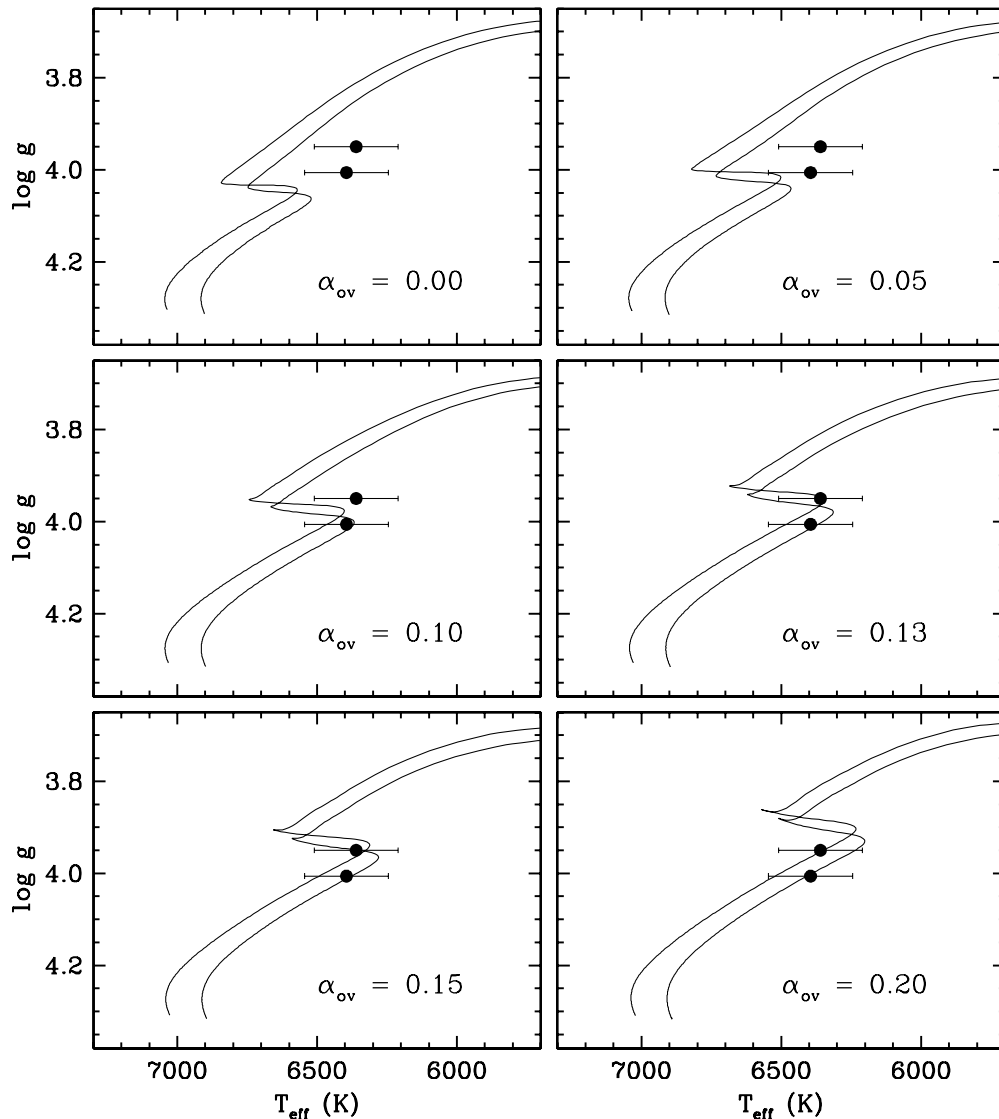 3.8
4.0
4.2
log g
α_ov = 0.00
α_ov = 0.05
3.8
4.0
4.2
log g
α_ov = 0.10
α_ov = 0.13
3.8
4.0
4.2
log g
α_ov = 0.15
α_ov = 0.20
7000 6500 6000
7000 6500 6000
T_eff (K)
T_eff (K)